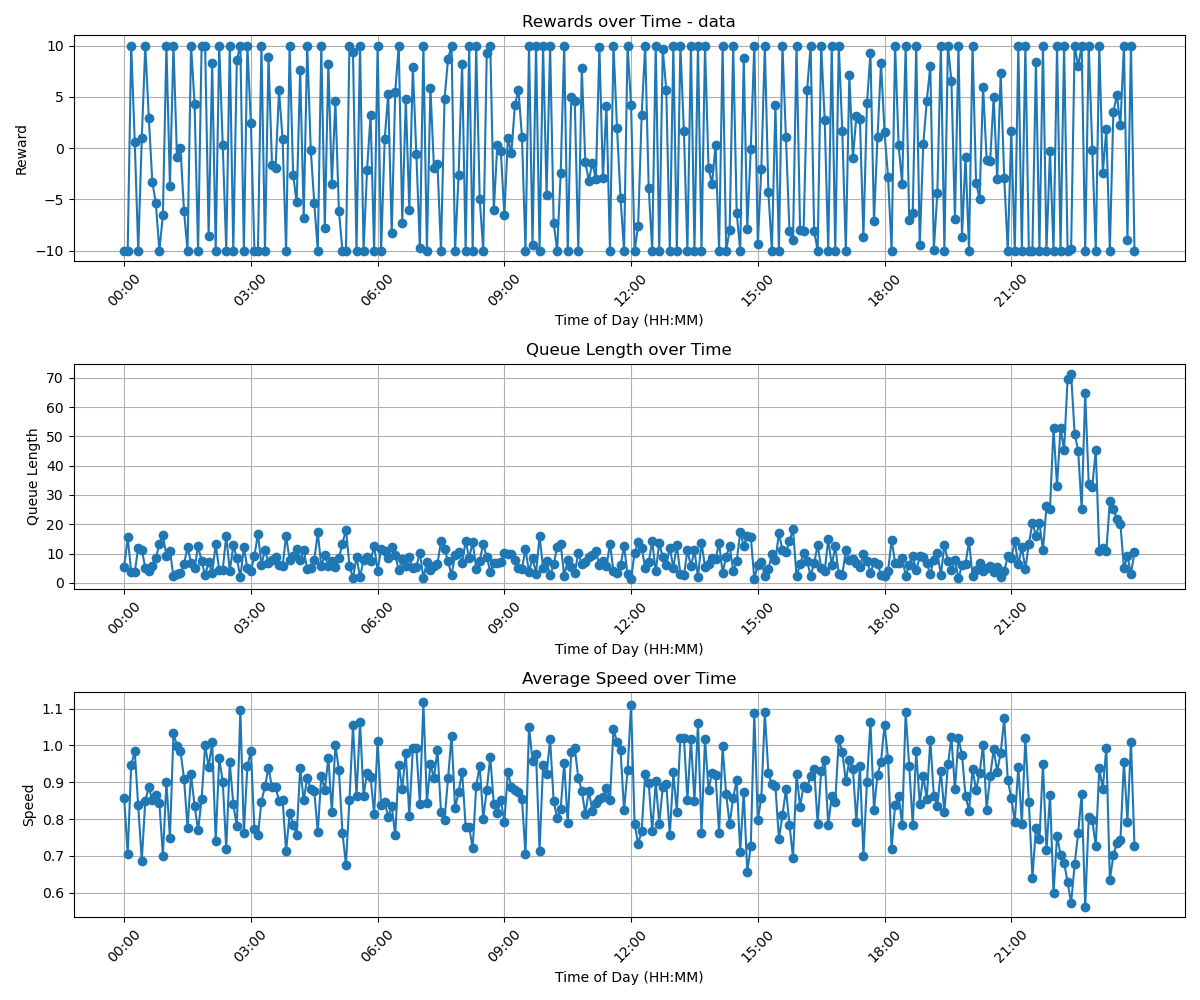 Rewards over Time - data
Reward
10
5
0
−5
−10
00:00 03:00 06:00 09:00 12:00 15:00 18:00 21:00
Time of Day (HH:MM)
Queue Length over Time
Queue Length
70
60
50
40
30
20
10
0
00:00 03:00 06:00 09:00 12:00 15:00 18:00 21:00
Time of Day (HH:MM)
Average Speed over Time
Speed
1.1
1.0
0.9
0.8
0.7
0.6
00:00 03:00 06:00 09:00 12:00 15:00 18:00 21:00
Time of Day (HH:MM)